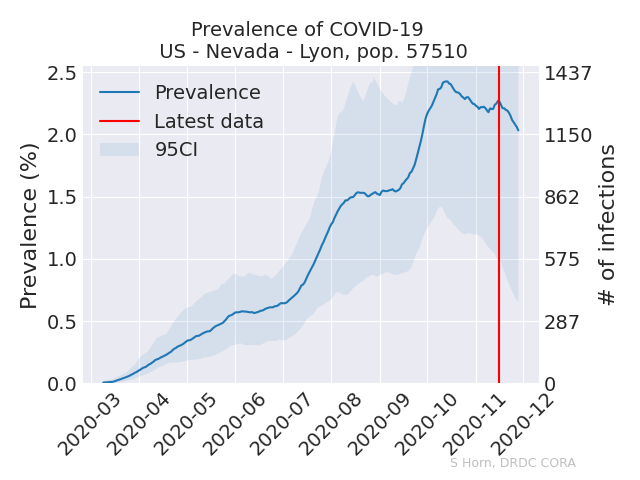 Prevalence of COVID-19
US - Nevada - Lyon, pop. 57510
Prevalence
Latest data
95CI
Prevalence (%)
2.5
2.0
1.5
1.0
0.5
0.0
1437
1150
862
575
287
0
# of infections
2020-03
2020-04
2020-05
2020-06
2020-07
2020-08
2020-09
2020-10
2020-11
2020-12
S Horn, DRDC CORA